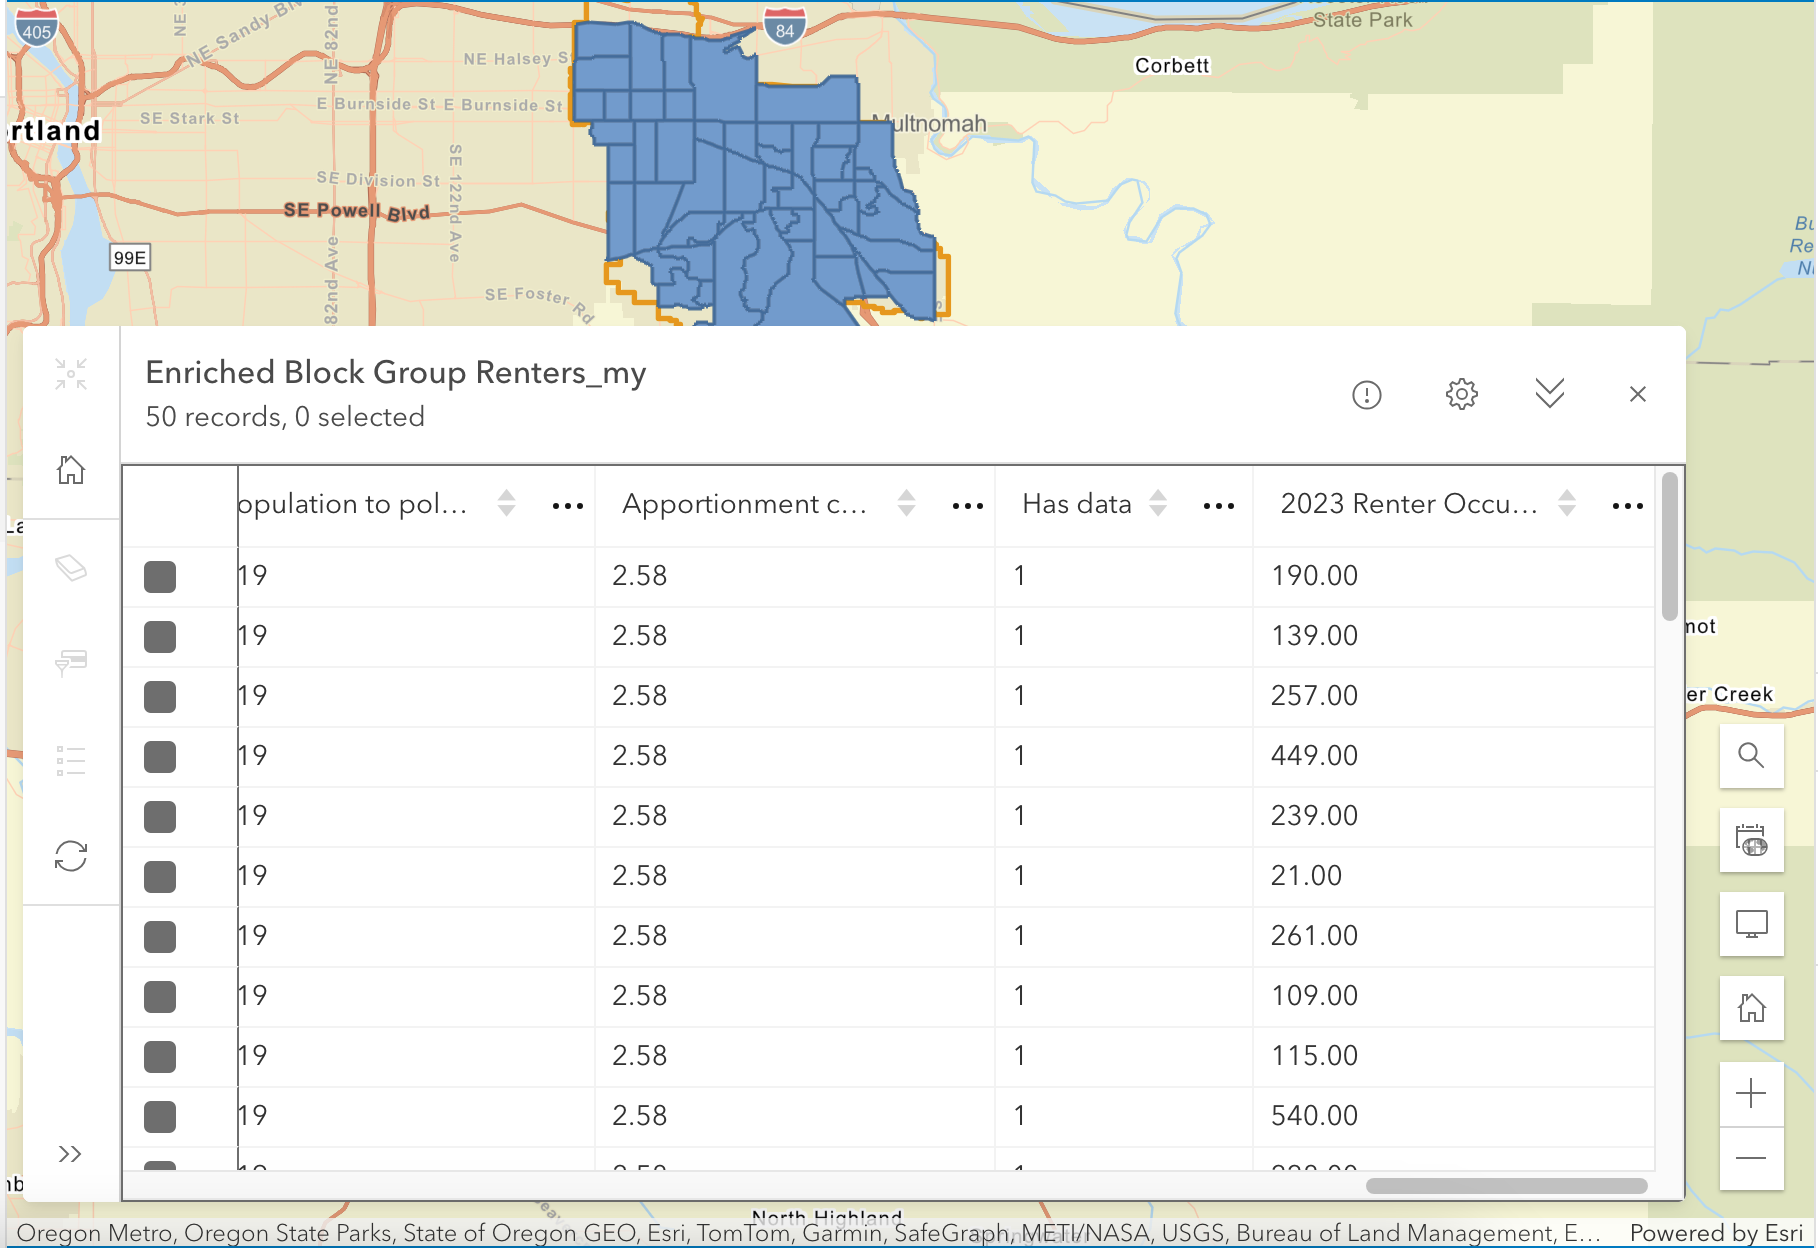 405
84
State Park
NE Sandy Blv
NE 82nd
NE Halsey S
Corbett
E Burnside St E Burnside St
SE Stark St
rtland
Multnomah
SE Division St
SE 122nd Ave
SE Powell Blvd
99E
82nd Ave
SE Foster Rd
Enriched Block Group Renters_my
50 records, 0 selected
opulation to pol... Apportionment c... Has data 2023 Renter Occu...
19 2.58 1 190.00
19 2.58 1 139.00
19 2.58 1 257.00
19 2.58 1 449.00
19 2.58 1 239.00
19 2.58 1 21.00
19 2.58 1 261.00
19 2.58 1 109.00
19 2.58 1 115.00
19 2.58 1 540.00
er Creek
North Highland
Oregon Metro, Oregon State Parks, State of Oregon GEO, Esri, TomTom, Garmin, SafeGraph, METI/NASA, USGS, Bureau of Land Management, E... Powered by Esri